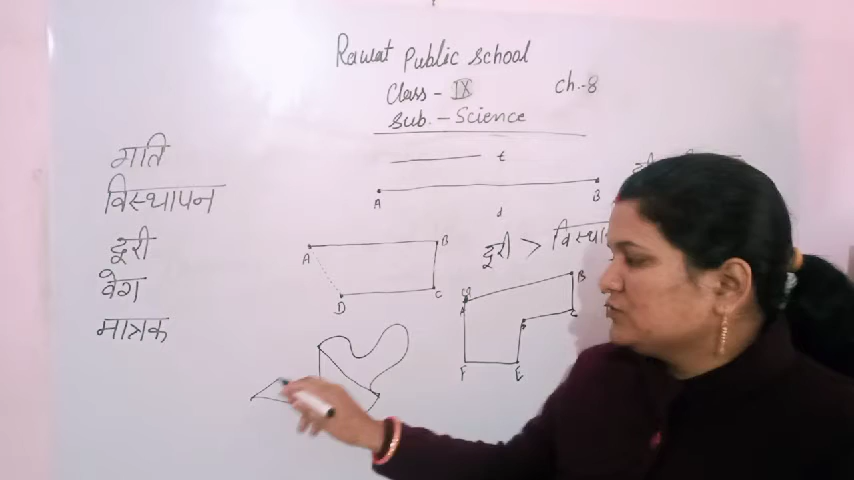 Rawat Public School
Class - IX
Ch.-8
Sub. - Science
गति
विस्थापन
दूरी
वेग
मात्रक
t
A B
d
दूरी >
A B
D C
A B
C
F E